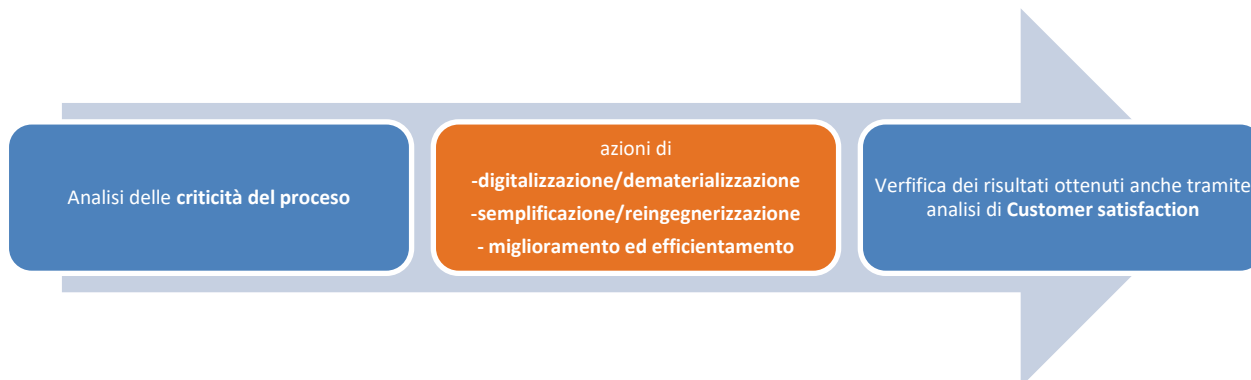 Analisi delle criticità del proceso
azioni di
-digitalizzazione/dematerializzazione
-semplificazione/reingegnerizzazione
- miglioramento ed efficientamento
Verfifica dei risultati ottenuti anche tramite
analisi di Customer satisfaction